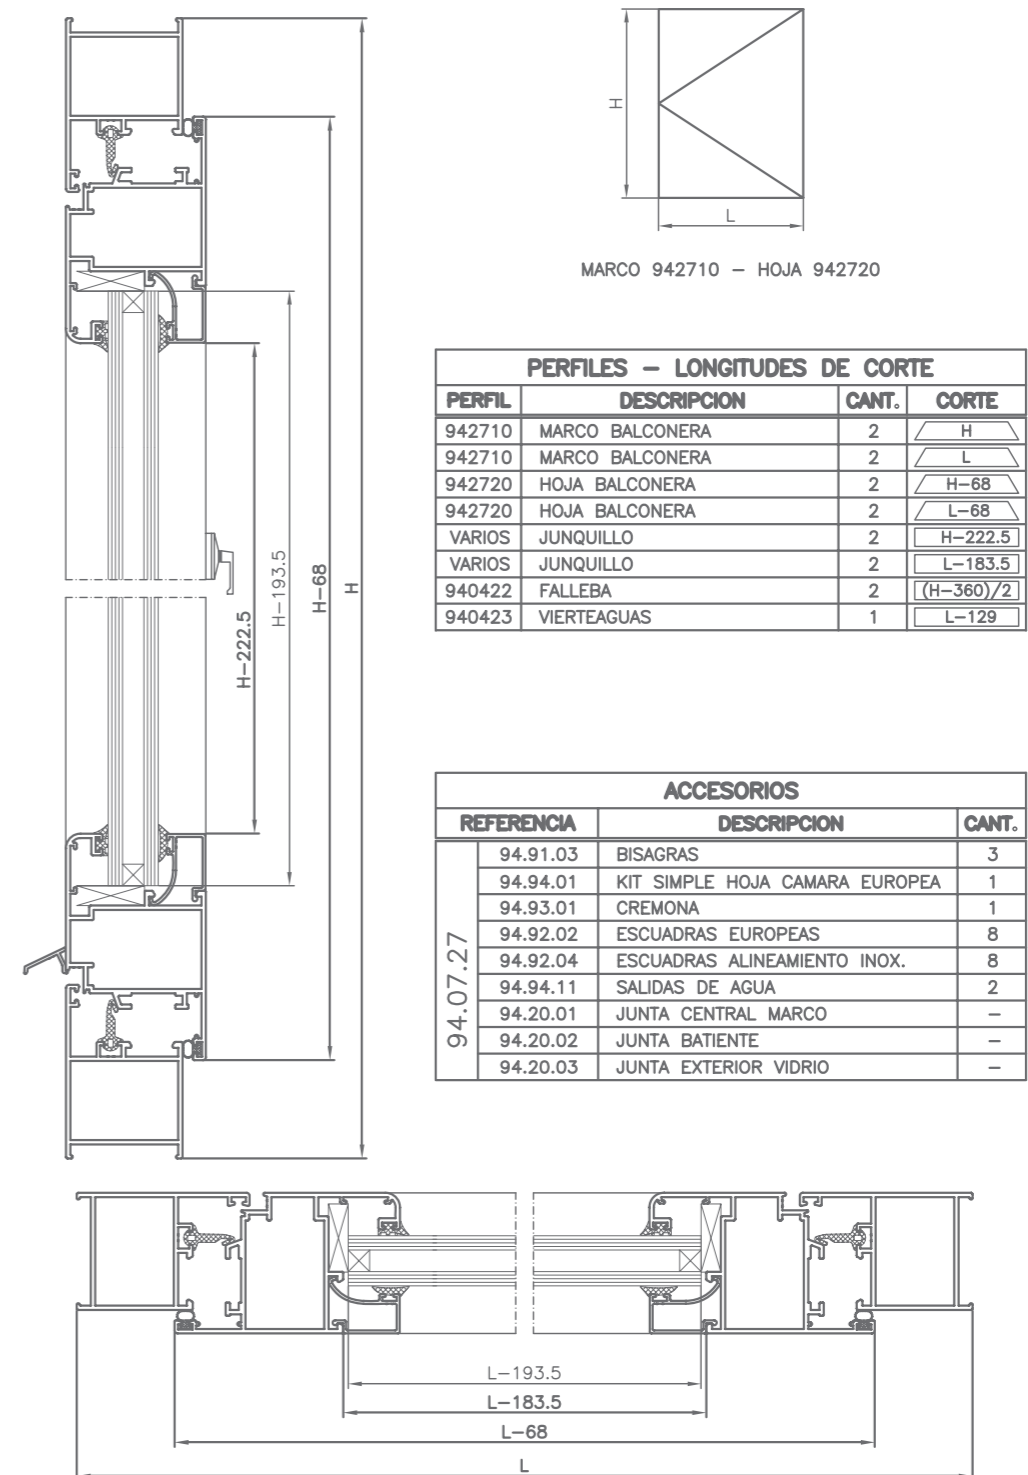 H
L
MARCO 942710 – HOJA 942720
PERFILES – LONGITUDES DE CORTE
PERFIL DESCRIPCION CANT. CORTE
942710 MARCO BALCONERA 2 H
942710 MARCO BALCONERA 2 L
942720 HOJA BALCONERA 2 H–68
942720 HOJA BALCONERA 2 L–68
VARIOS JUNQUILLO 2 H–222.5
VARIOS JUNQUILLO 2 L–183.5
940422 FALLEBA 2 (H–360)/2
940423 VIERTEAGUAS 1 L–129
H–222.5
H–193.5
H–68
H
ACCESORIOS
REFERENCIA DESCRIPCION CANT.
94.07.27
94.91.03 BISAGRAS 3
94.94.01 KIT SIMPLE HOJA CAMARA EUROPEA 1
94.93.01 CREMONA 1
94.92.02 ESCUADRAS EUROPEAS 8
94.92.04 ESCUADRAS ALINEAMIENTO INOX. 8
94.94.11 SALIDAS DE AGUA 2
94.20.01 JUNTA CENTRAL MARCO –
94.20.02 JUNTA BATIENTE –
94.20.03 JUNTA EXTERIOR VIDRIO –
L–193.5
L–183.5
L–68
L